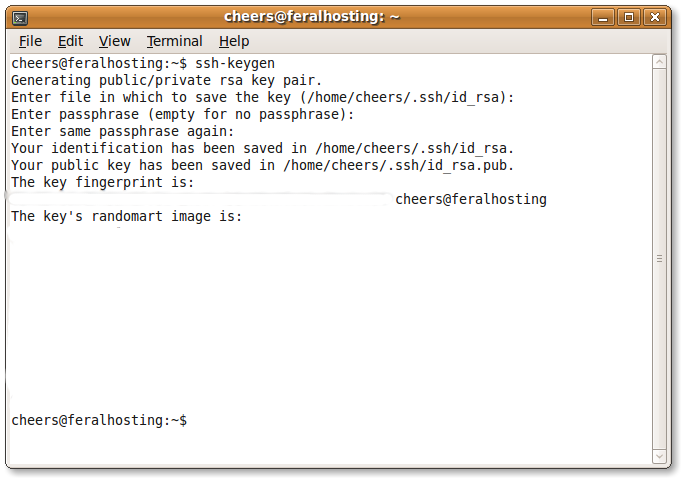 cheers@feralhosting: ~
File Edit View Terminal Help
cheers@feralhosting:~$ ssh-keygen
Generating public/private rsa key pair.
Enter file in which to save the key (/home/cheers/.ssh/id_rsa):
Enter passphrase (empty for no passphrase):
Enter same passphrase again:
Your identification has been saved in /home/cheers/.ssh/id_rsa.
Your public key has been saved in /home/cheers/.ssh/id_rsa.pub.
The key fingerprint is:
cheers@feralhosting
The key's randomart image is:
cheers@feralhosting:~$